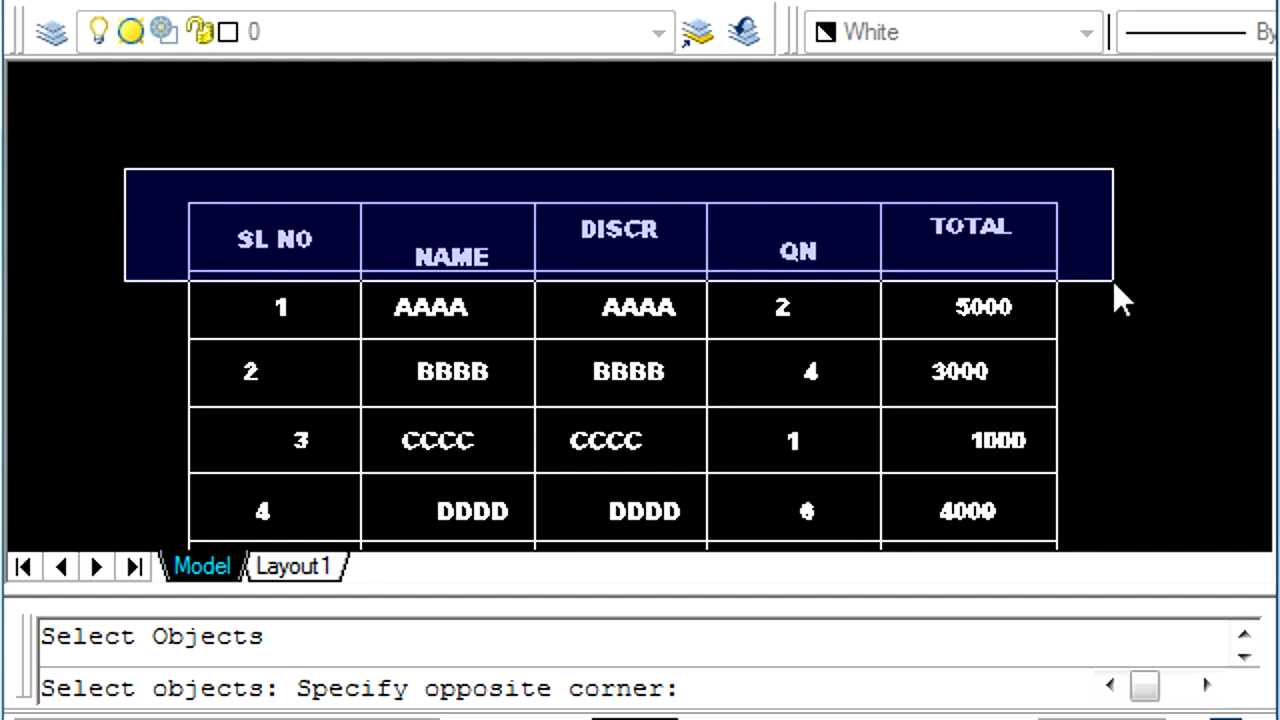 0 White By
SL NO NAME DISCR QN TOTAL
1 AAAA AAAA 2 5000
2 BBBB BBBB 4 3000
3 CCCC CCCC 1 1000
4 DDDD DDDD 6 4000
Model Layout1
Select Objects
Select objects: Specify opposite corner: